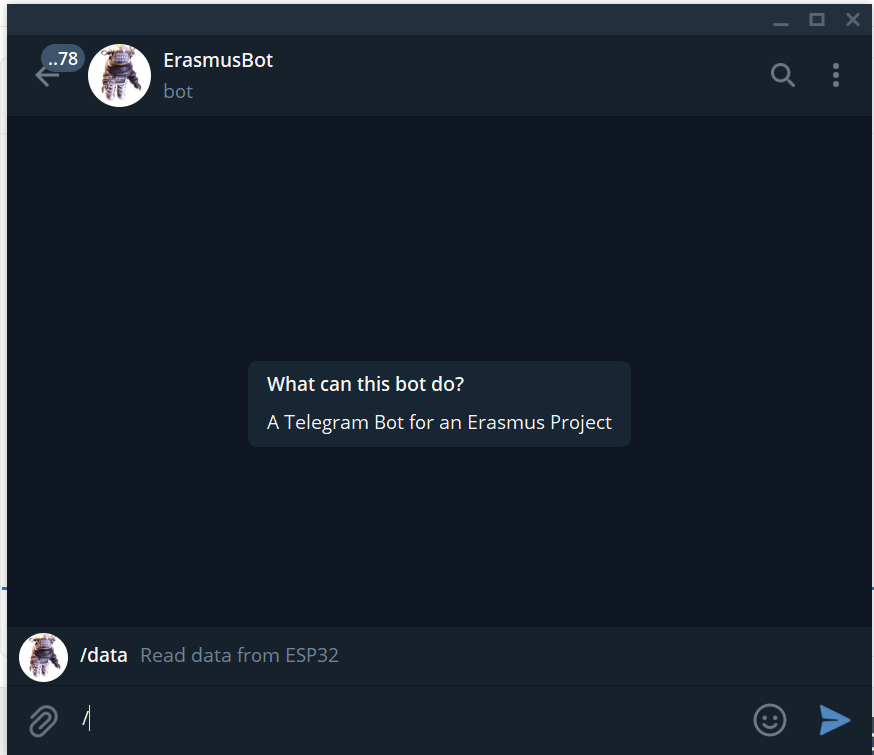 ..78
ErasmusBot
bot
What can this bot do?
A Telegram Bot for an Erasmus Project
/data Read data from ESP32
/